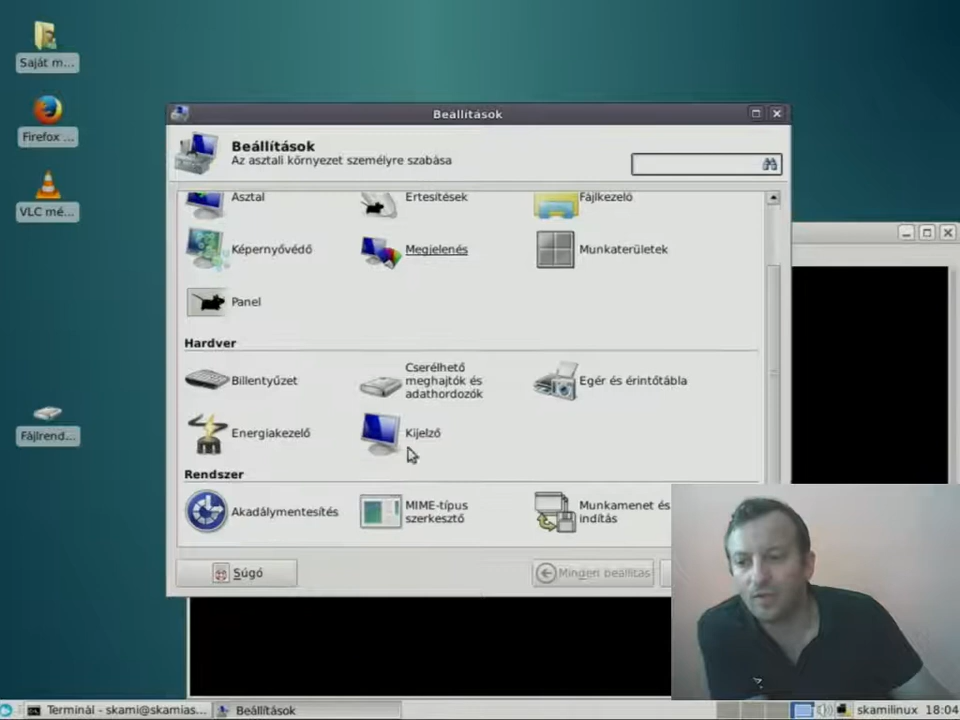 Saját m...
Firefox ...
VLC mé...
Fájlrend...
Beállítások
Beállítások
Az asztali környezet személyre szabása
Asztal
Értesítések
Fájlkezelő
Képernyővédő
Megjelenés
Munkaterületek
Panel
Hardver
Billentyűzet
Cserélhető
meghajtók és
adathordozók
Egér és érintőtábla
Energiakezelő
Kijelző
Rendszer
Akadálymentesítés
MIME-típus
szerkesztő
Munkamenet és
indítás
Súgó
Minden beállítás
Terminál - skami@skamias...
Beállítások
skamilinux
18:04